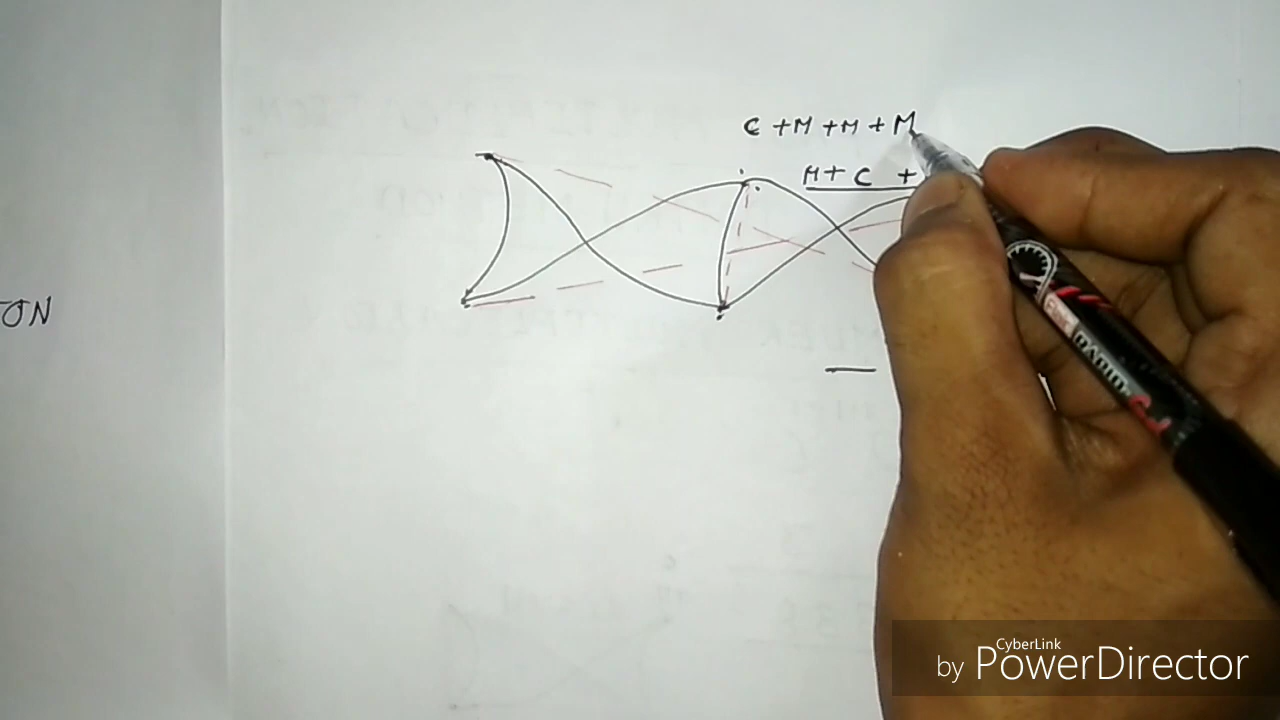 C + M + M + M
M + C +
ON
CyberLink
by PowerDirector